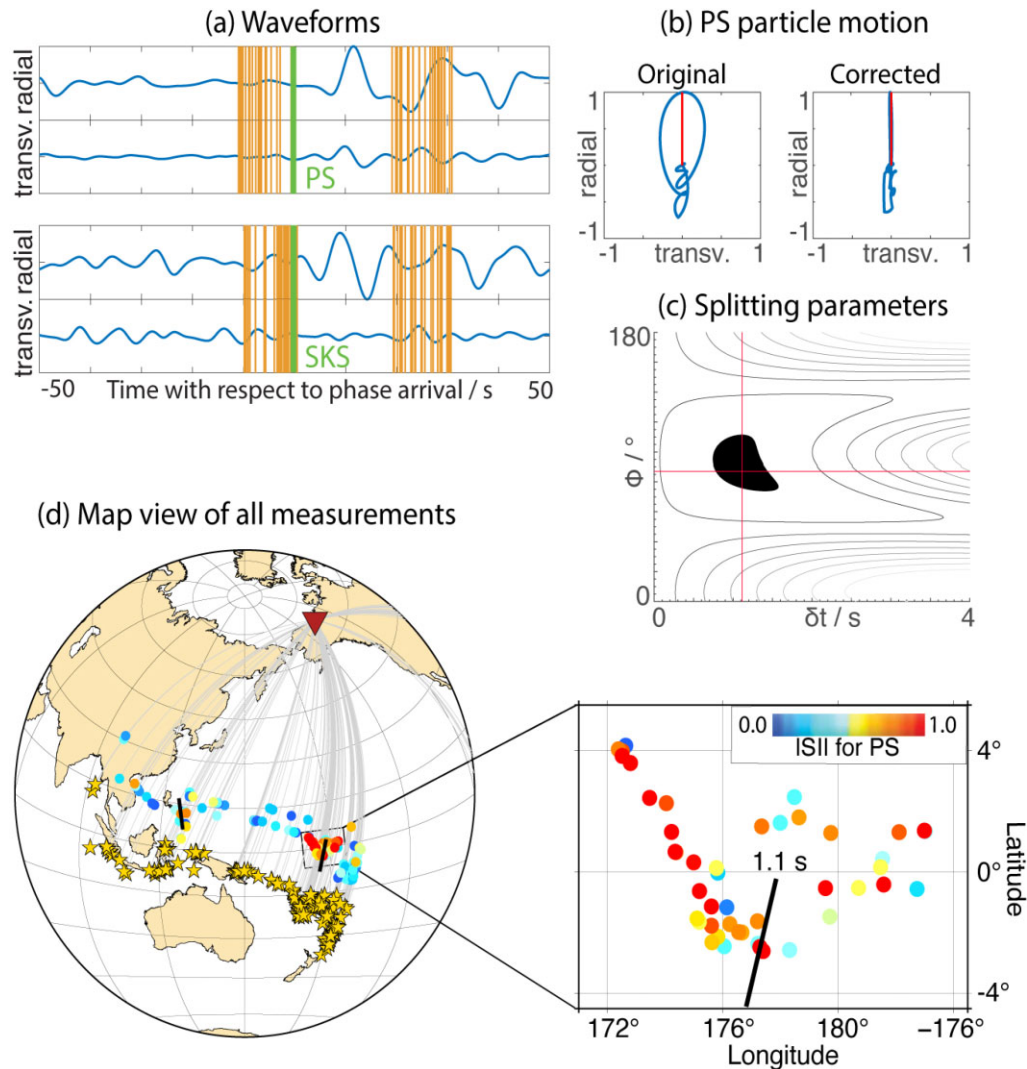 (a) Waveforms
transv. radial
PS
transv. radial
SKS
-50 Time with respect to phase arrival / s 50
(b) PS particle motion
Original Corrected
1 1
radial radial
-1 -1
-1 transv. 1 -1 transv. 1
(c) Splitting parameters
180
Φ / °
0
0 δt / s 4
(d) Map view of all measurements
0.0 1.0
|SI| for PS
4°
1.1 s
0°
Latitude
-4°
172° 176° 180° -176°
Longitude